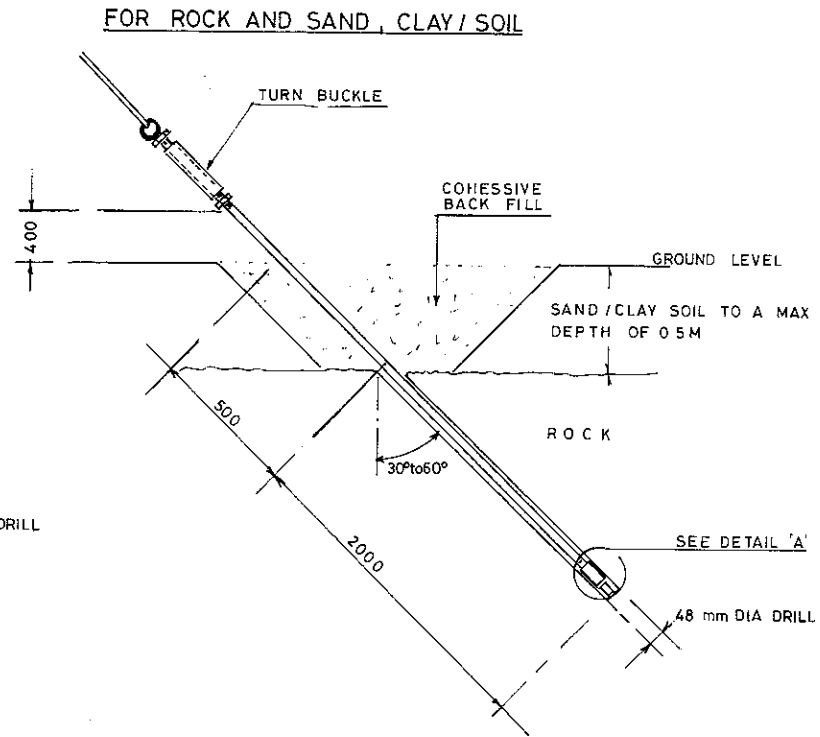 FOR ROCK AND SAND, CLAY / SOIL
TURN BUCKLE
COHESSIVE
BACK FILL
400
GROUND LEVEL
SAND / CLAY SOIL TO A MAX
DEPTH OF 0 5M
500
ROCK
30° to 60°
DRILL
2000
SEE DETAIL 'A'
48 mm DIA DRILL